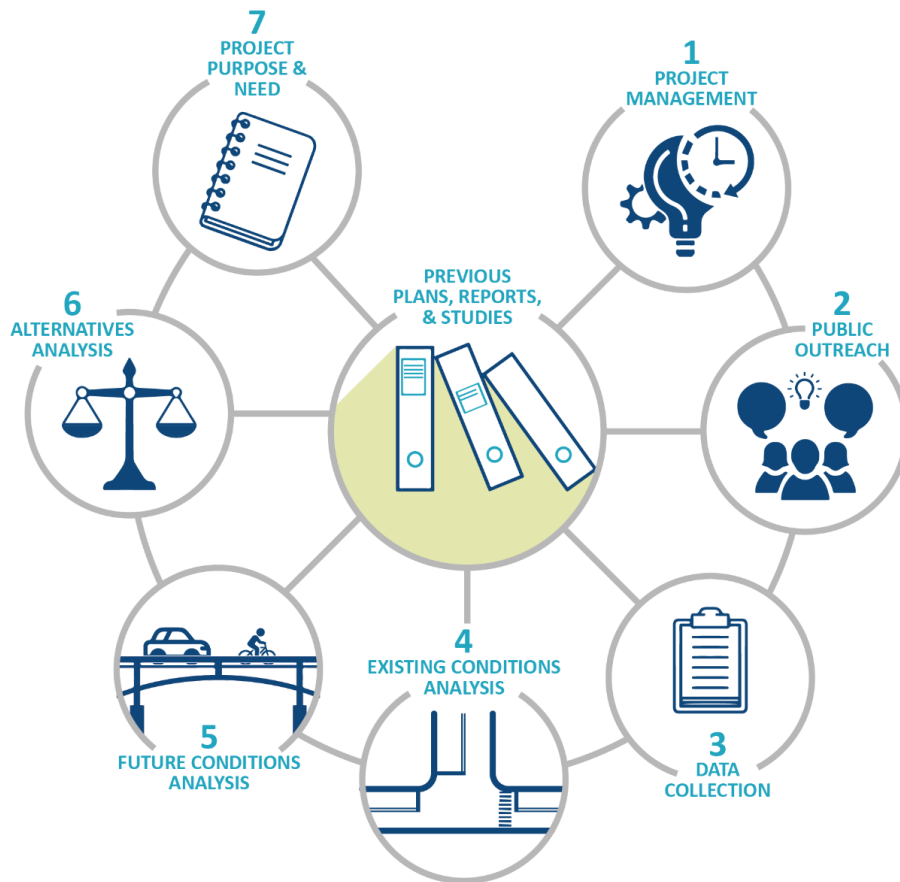 7
PROJECT
PURPOSE &
NEED
1
PROJECT
MANAGEMENT
PREVIOUS
PLANS, REPORTS,
& STUDIES
6
ALTERNATIVES
ANALYSIS
2
PUBLIC
OUTREACH
5
FUTURE CONDITIONS
ANALYSIS
4
EXISTING CONDITIONS
ANALYSIS
3
DATA
COLLECTION